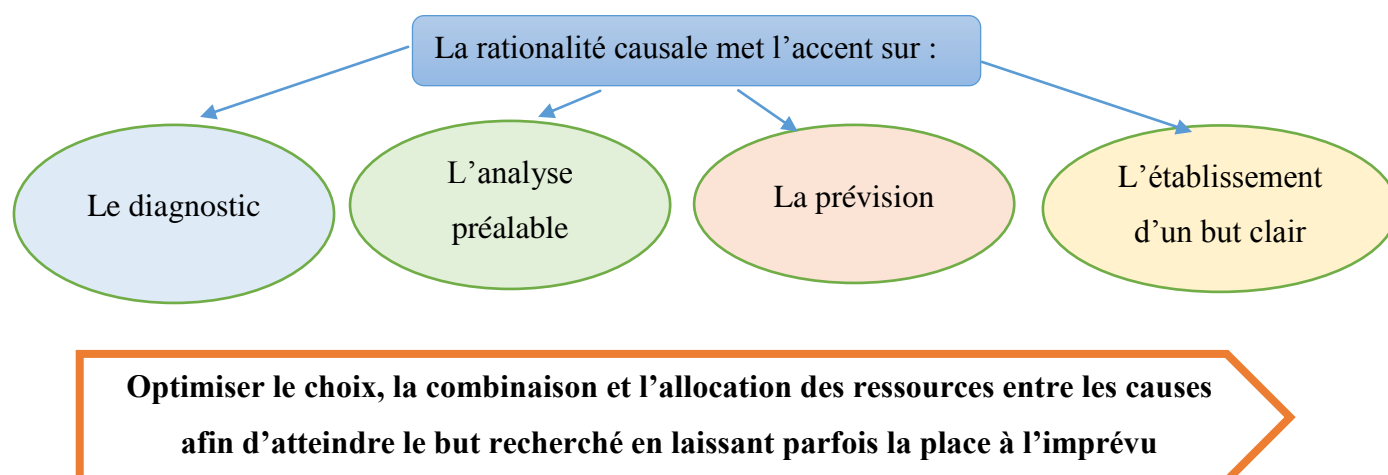 La rationalité causale met l’accent sur :
Le diagnostic
L’analyse
préalable
La prévision
L’établissement
d’un but clair
Optimiser le choix, la combinaison et l’allocation des ressources entre les causes
afin d’atteindre le but recherché en laissant parfois la place à l’imprévu